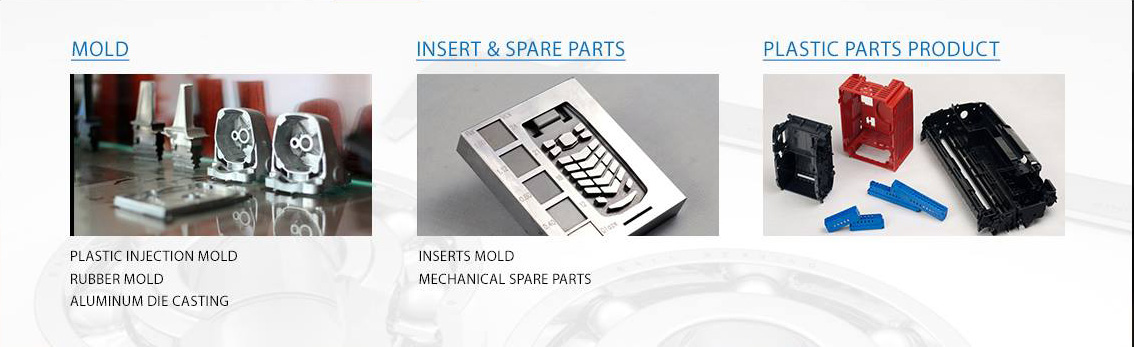 MOLD
PLASTIC INJECTION MOLD
RUBBER MOLD
ALUMINUM DIE CASTING
INSERT & SPARE PARTS
INSERTS MOLD
MECHANICAL SPARE PARTS
PLASTIC PARTS PRODUCT